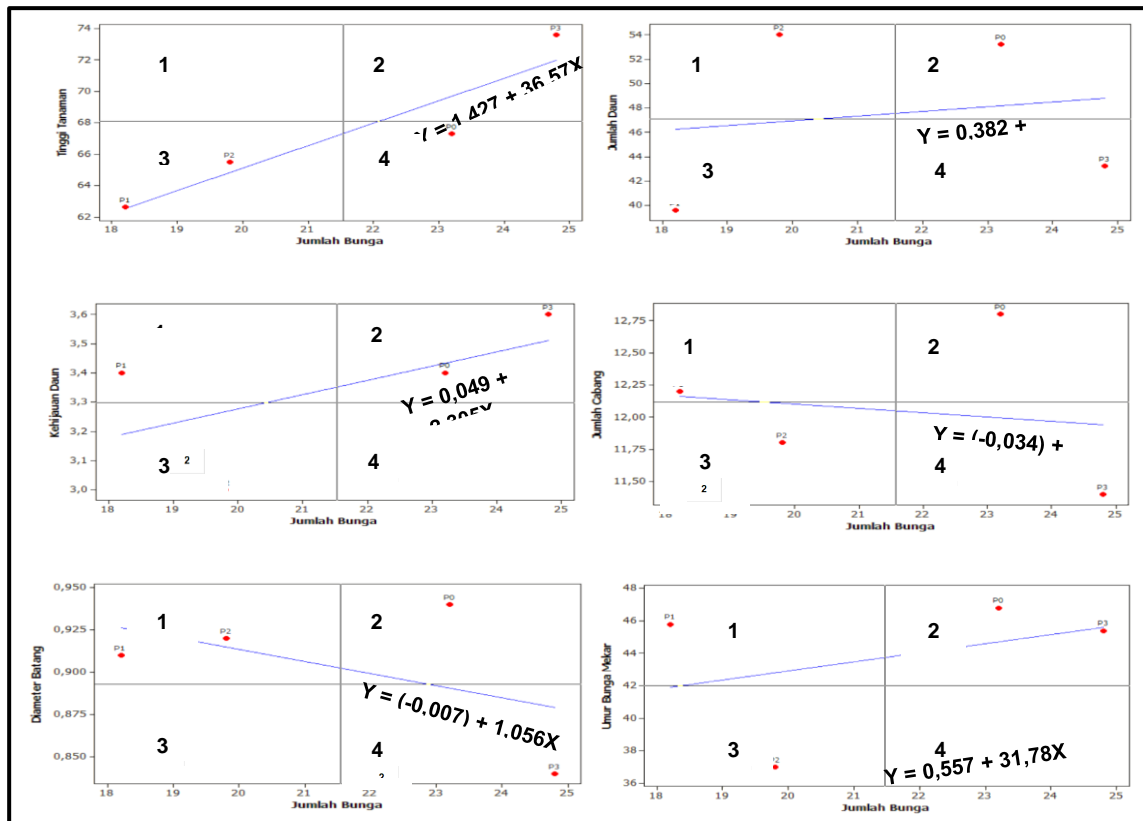 74
72
70
68
66
64
62
Tinggi Tanaman
1
2
3
4
P3
P0
P2
P1
Y = 1,427 + 36,57X
18 19 20 21 22 23 24 25
Jumlah Bunga
54
52
50
48
46
44
42
40
Jumlah Daun
1
2
3
4
P2
P0
P3
Y = 0,382 +
18 19 20 21 22 23 24 25
Jumlah Bunga
3,6
3,5
3,4
3,3
3,2
3,1
3,0
Kehijauan Daun
2
3
4
2
P3
P1
P0
Y = 0,049 +
18 19 20 21 22 23 24 25
Jumlah Bunga
12,75
12,50
12,25
12,00
11,75
11,50
Jumlah Cabang
1
2
3
4
2
P0
P2
P3
Y = (-0,034) +
20 21 22 23 24 25
Jumlah Bunga
0,950
0,925
0,900
0,875
0,850
Diameter Batang
1
2
3
4
P0
P2
P1
P3
Y = (-0,007) + 1,056X
18 19 20 21 22 23 24 25
Jumlah Bunga
48
46
44
42
40
38
36
Umur Bunga Mekar
1
2
3
4
P0
P1
P3
P2
Y = 0,557 + 31,78X
18 19 20 21 22 23 24 25
Jumlah Bunga